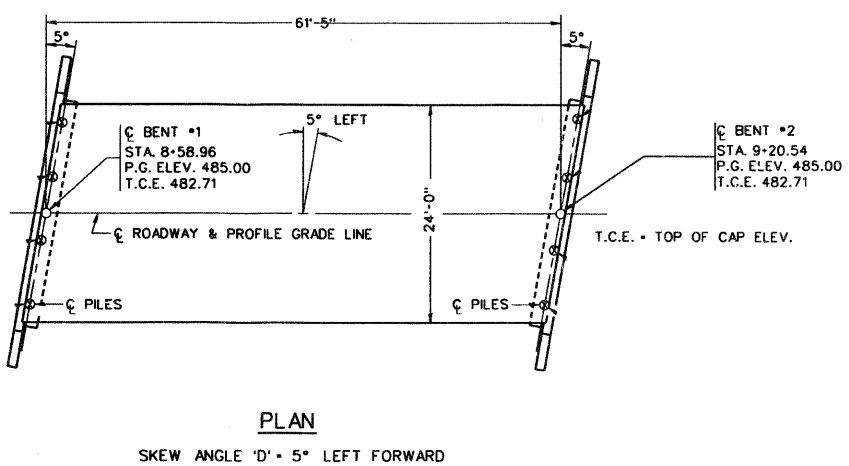 61'-5"
5°
5°
5° LEFT
℄ BENT #1
STA. 8+58.96
P.G. ELEV. 485.00
T.C.E. 482.71
℄ BENT #2
STA. 9+20.54
P.G. ELEV. 485.00
T.C.E. 482.71
24'-0"
℄ ROADWAY & PROFILE GRADE LINE
T.C.E. = TOP OF CAP ELEV.
℄ PILES
℄ PILES
PLAN
SKEW ANGLE 'D' = 5° LEFT FORWARD